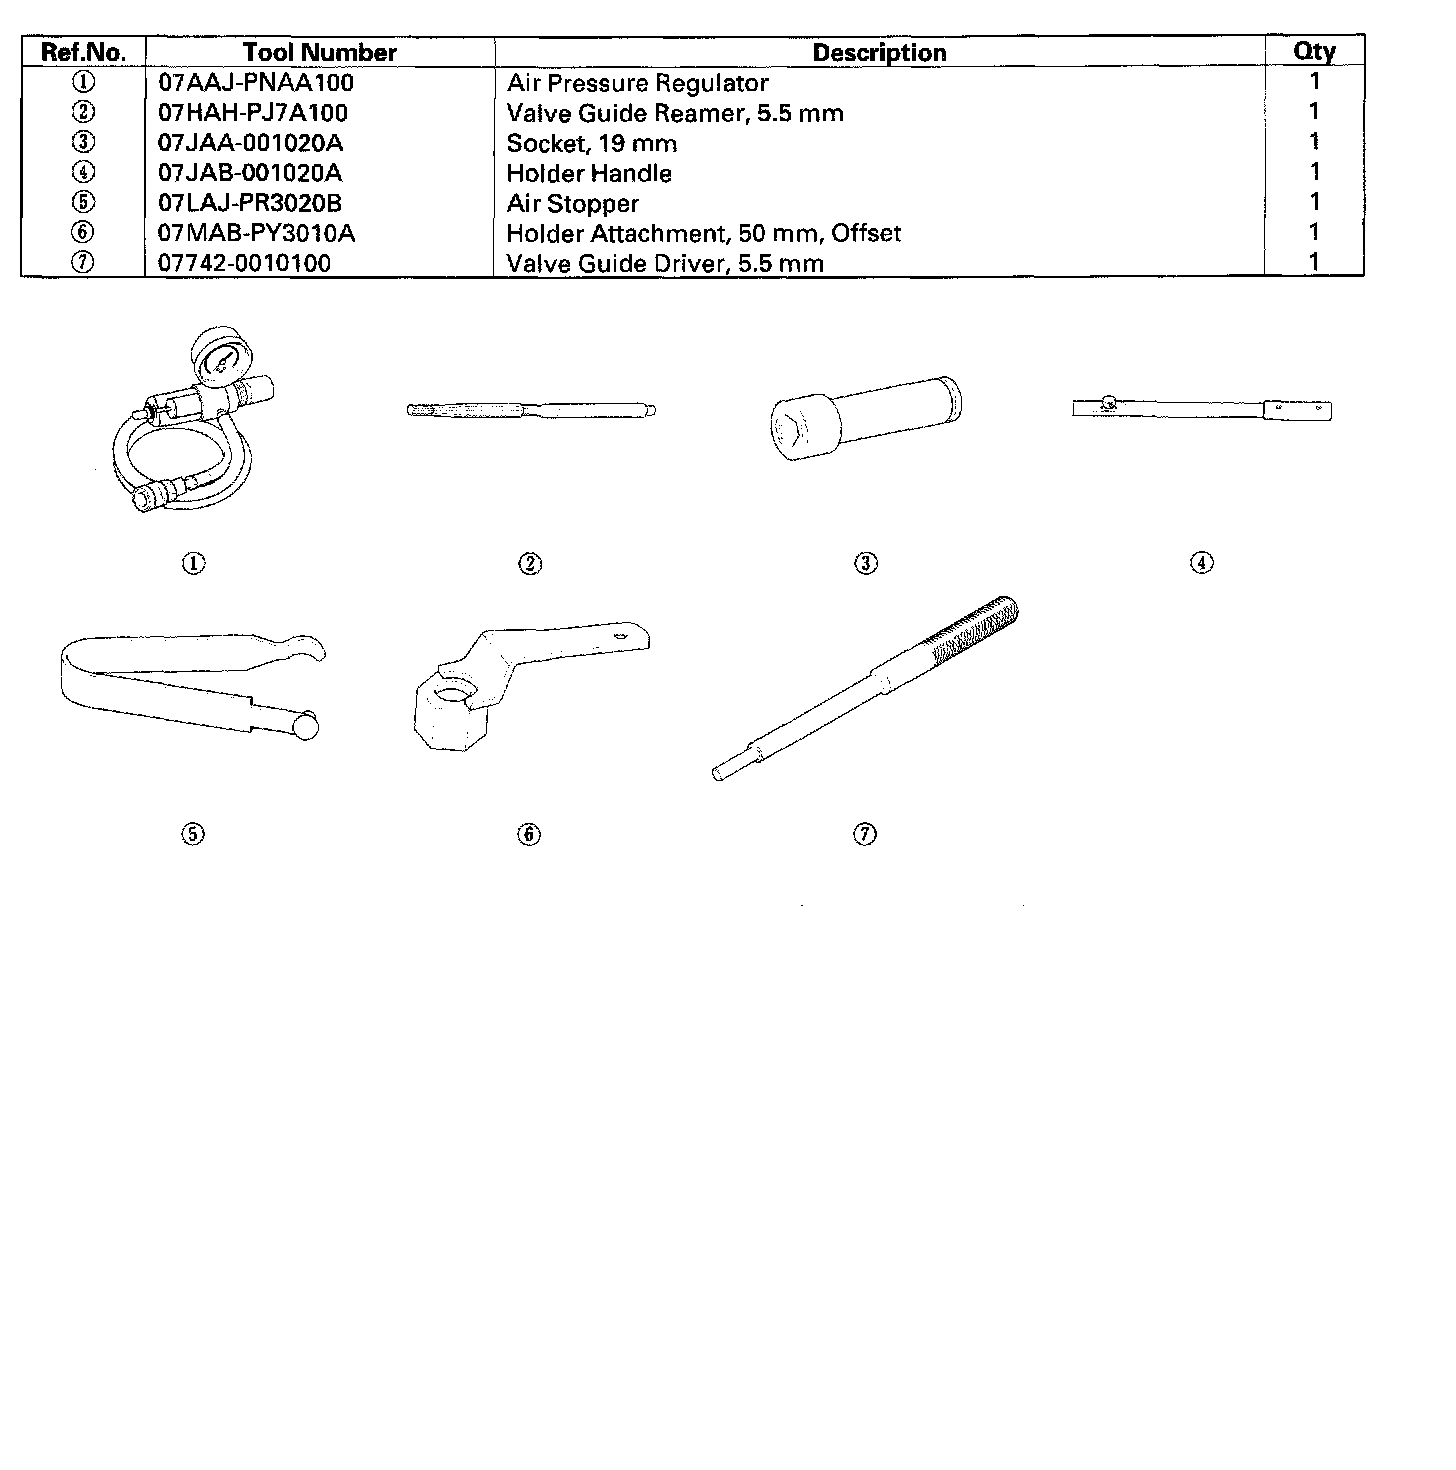 Ref.No. Tool Number Description Qty
① 07AAJ-PNAA100 Air Pressure Regulator 1
② 07HAH-PJ7A100 Valve Guide Reamer, 5.5 mm 1
③ 07JAA-001020A Socket, 19 mm 1
④ 07JAB-001020A Holder Handle 1
⑤ 07LAJ-PR3020B Air Stopper 1
⑥ 07MAB-PY3010A Holder Attachment, 50 mm, Offset 1
⑦ 07742-0010100 Valve Guide Driver, 5.5 mm 1
① ② ③ ④
⑤ ⑥ ⑦